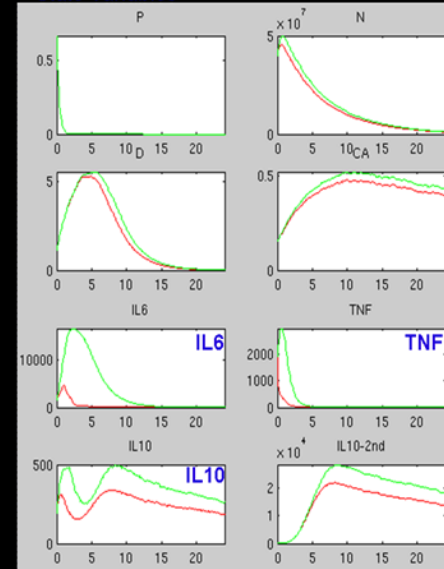 P
N
× 10^7
0.5
0
0 5 10 15 20
5
0
0 5 10 15 20
D
CA
5
0
0 5 10 15 20
0.5
0
0 5 10 15 20
IL6
TNF
IL6
TNF
10000
0
0 5 10 15 20
2000
1000
0
0 5 10 15 20
IL10
IL10-2nd
× 10^4
500
IL10
0
0 5 10 15 20
2
1
0
0 5 10 15 20